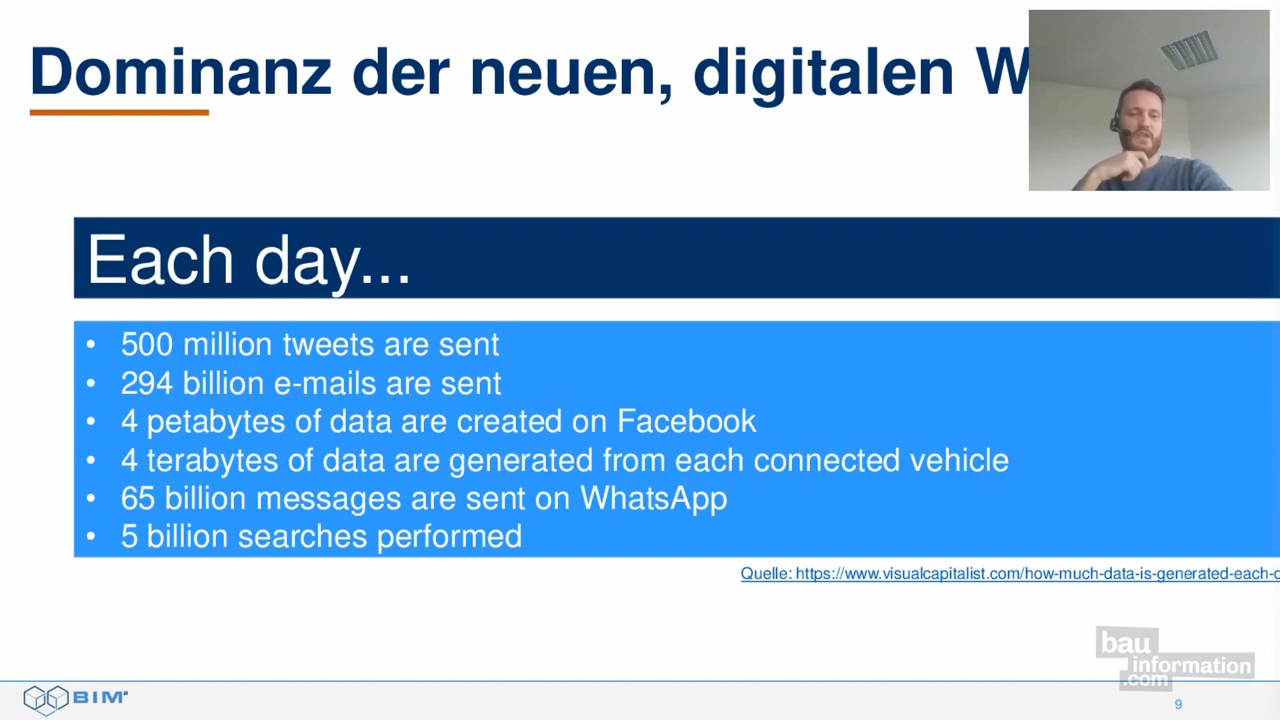 Dominanz der neuen, digitalen W
Each day...
• 500 million tweets are sent
• 294 billion e-mails are sent
• 4 petabytes of data are created on Facebook
• 4 terabytes of data are generated from each connected vehicle
• 65 billion messages are sent on WhatsApp
• 5 billion searches performed
Quelle: https://www.visualcapitalist.com/how-much-data-is-generated-each-d
bau
information
.com
BIM
9